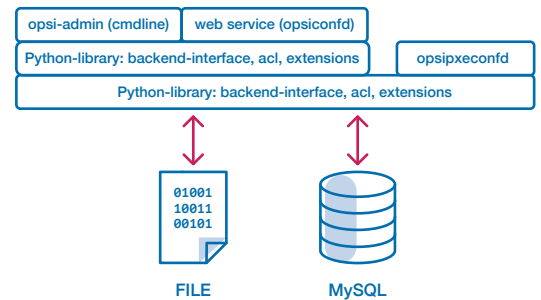 opsi-admin (cmdline)
web service (opsiconfd)
Python-library: backend-interface, acl, extensions
opsipxeconfd
Python-library: backend-interface, acl, extensions
01001
10011
00101
FILE
MySQL